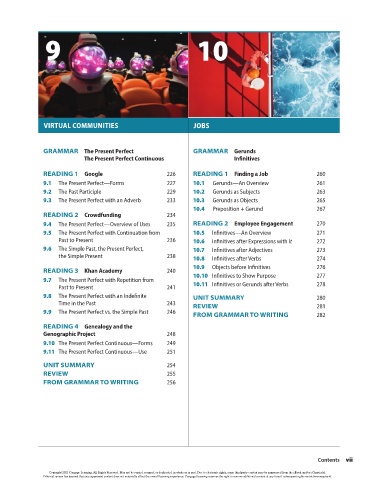 9
10
VIRTUAL COMMUNITIES
JOBS
GRAMMAR The Present Perfect
The Present Perfect Continuous
READING 1 Google 226
9.1 The Present Perfect—Forms 227
9.2 The Past Participle 229
9.3 The Present Perfect with an Adverb 233
READING 2 Crowdfunding 234
9.4 The Present Perfect—Overview of Uses 235
9.5 The Present Perfect with Continuation from
Past to Present 236
9.6 The Simple Past, the Present Perfect,
the Simple Present 238
READING 3 Khan Academy 240
9.7 The Present Perfect with Repetition from
Past to Present 241
9.8 The Present Perfect with an Indefinite
Time in the Past 243
9.9 The Present Perfect vs. the Simple Past 246
READING 4 Genealogy and the
Genographic Project 248
9.10 The Present Perfect Continuous—Forms 249
9.11 The Present Perfect Continuous—Use 251
UNIT SUMMARY 254
REVIEW 255
FROM GRAMMAR TO WRITING 256
GRAMMAR Gerunds
Infinitives
READING 1 Finding a Job 260
10.1 Gerunds—An Overview 261
10.2 Gerunds as Subjects 263
10.3 Gerunds as Objects 265
10.4 Preposition + Gerund 267
READING 2 Employee Engagement 270
10.5 Infinitives—An Overview 271
10.6 Infinitives after Expressions with It 272
10.7 Infinitives after Adjectives 273
10.8 Infinitives after Verbs 274
10.9 Objects before Infinitives 276
10.10 Infinitives to Show Purpose 277
10.11 Infinitives or Gerunds after Verbs 278
UNIT SUMMARY 280
REVIEW 281
FROM GRAMMAR TO WRITING 282
Contents viii